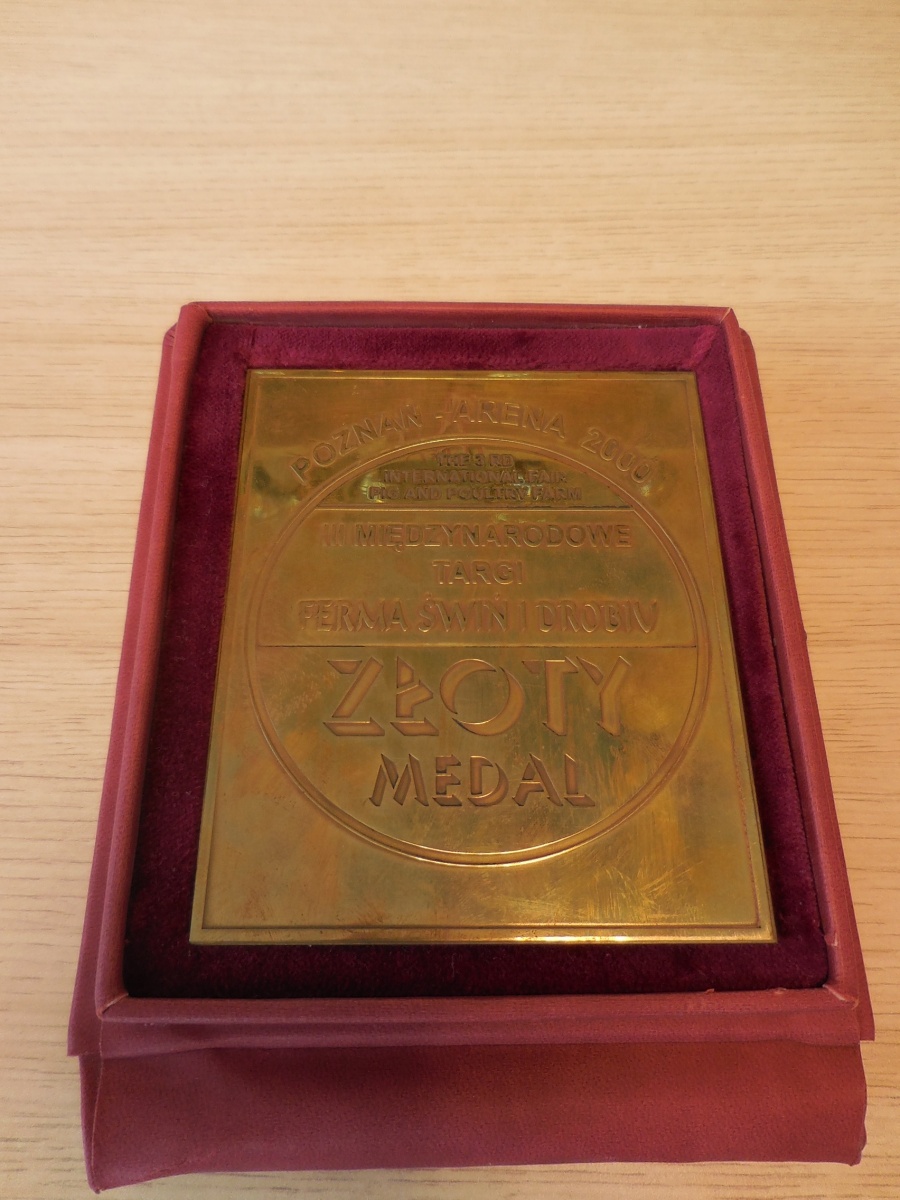 POZNAŃ - ARENA 2000
THE 3 RD
INTERNATIONAL FAIR
PIG AND POULTRY FARM
III MIĘDZYNARODOWE
TARGI
FERMA ŚWIŃ I DROBIU
ZŁOTY
MEDAL